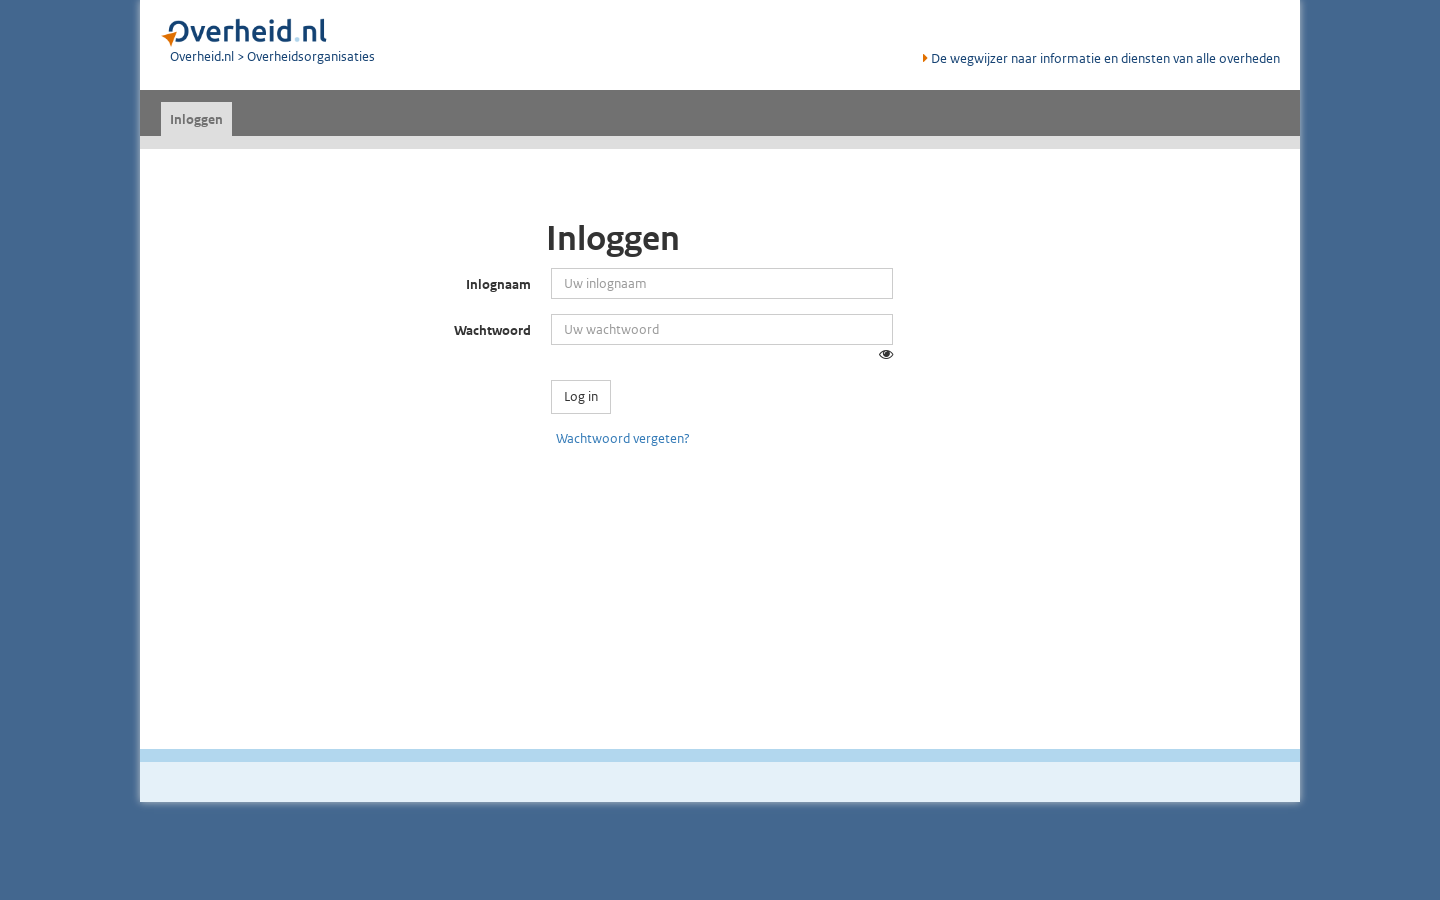 Overheid.nl
Overheid.nl > Overheidsorganisaties
De wegwijzer naar informatie en diensten van alle overheden
Inloggen
Inloggen
Inlognaam
Uw inlognaam
Wachtwoord
Uw wachtwoord
Log in
Wachtwoord vergeten?